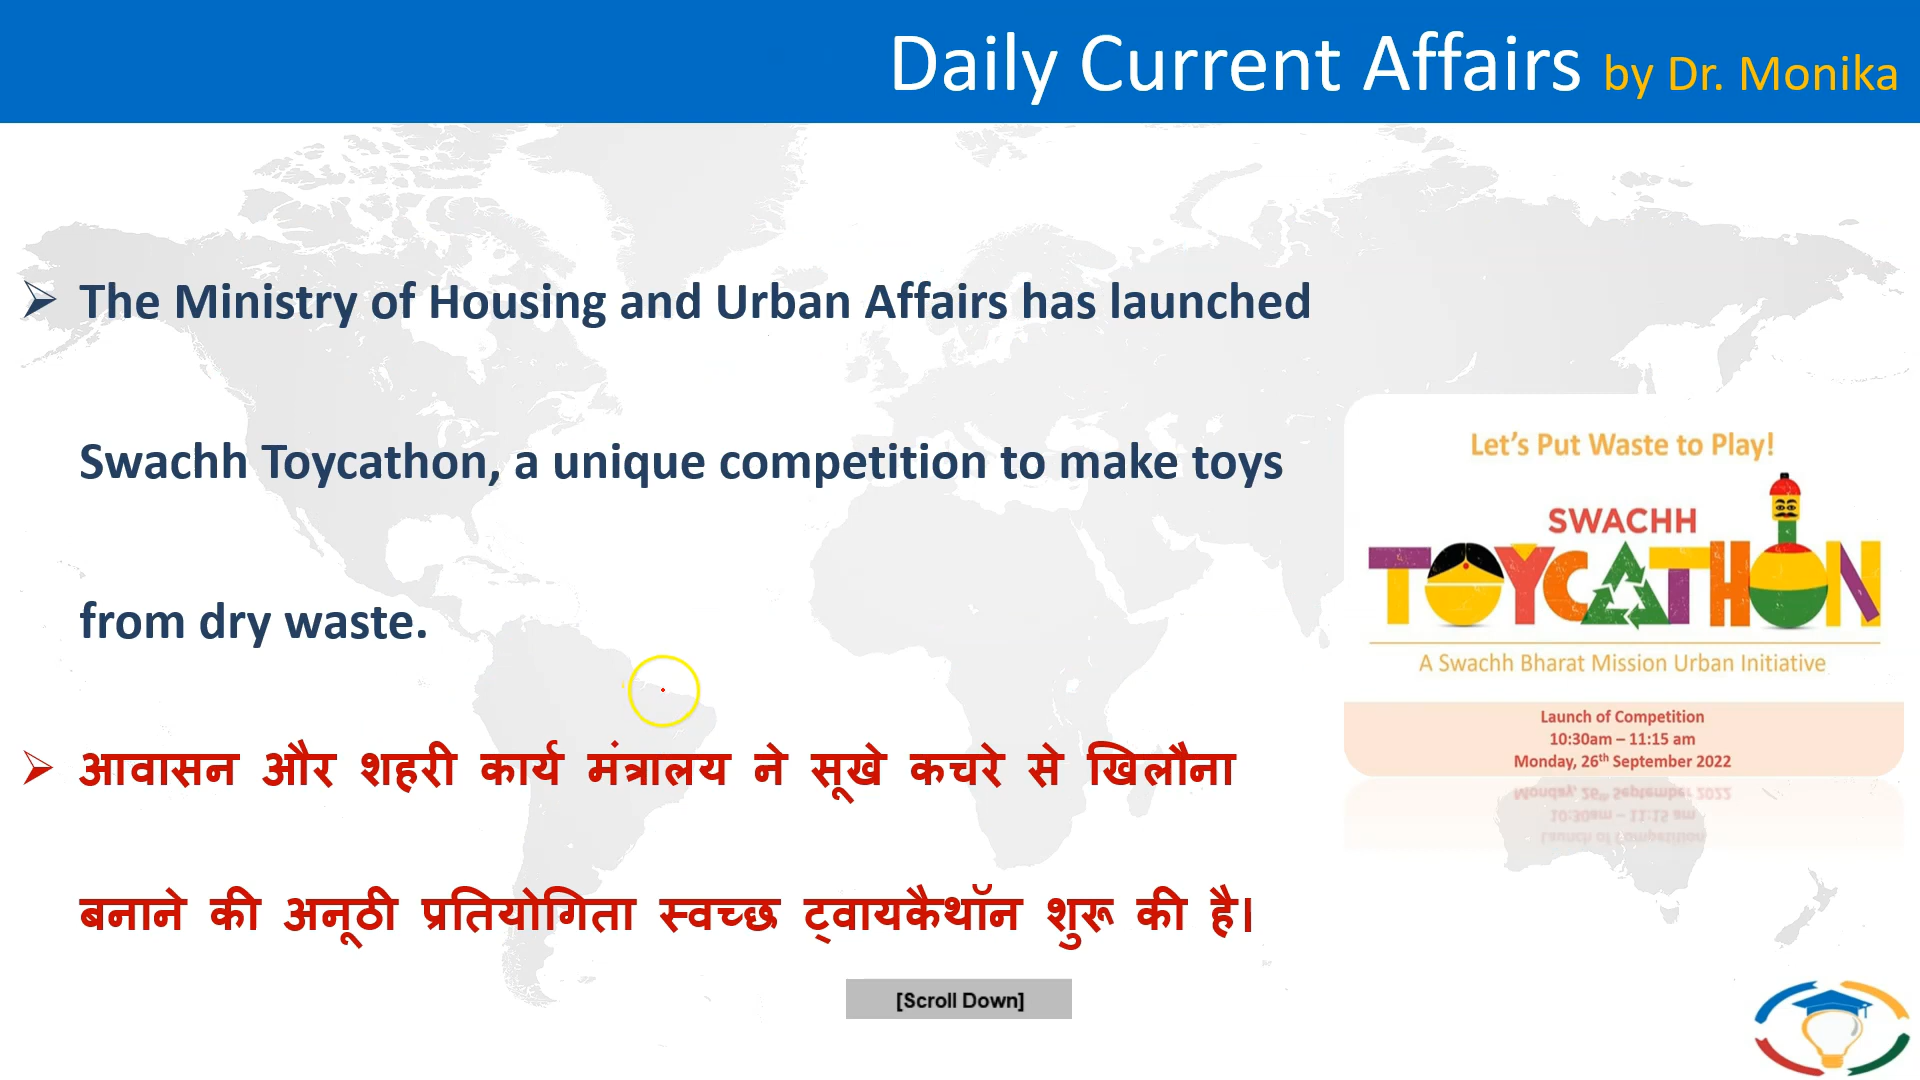 Daily Current Affairs by Dr. Monika
➢ The Ministry of Housing and Urban Affairs has launched
Swachh Toycathon, a unique competition to make toys
from dry waste.
➢ आवासन और शहरी कार्य मंत्रालय ने सूखे कचरे से खिलौना
बनाने की अनूठी प्रतियोगिता स्वच्छ ट्वायकैथॉन शुरू की है।
Let's Put Waste to Play!
SWACHH
TOYCATHON
A Swachh Bharat Mission Urban Initiative
Launch of Competition
10:30am – 11:15 am
Monday, 26th September 2022
[Scroll Down]